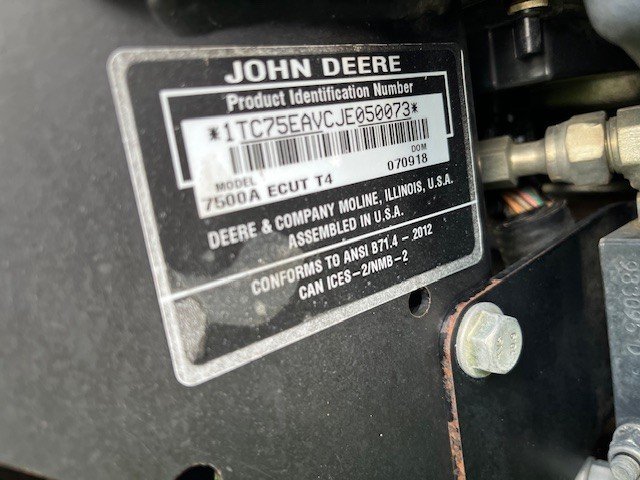 JOHN DEERE
Product Identification Number
*1TC75EAVCJE050073*
MODEL DOM
7500A ECUT T4 070918
DEERE & COMPANY MOLINE, ILLINOIS, U.S.A.
ASSEMBLED IN U.S.A.
CONFORMS TO ANSI B71.4 - 2012
CAN ICES-2/NMB-2